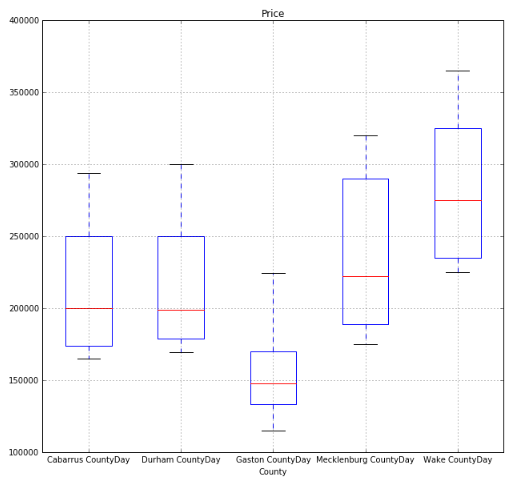 Price
400000
350000
300000
250000
200000
150000
100000
Cabarrus CountyDay Durham CountyDay Gaston CountyDay Mecklenburg CountyDay Wake CountyDay
County